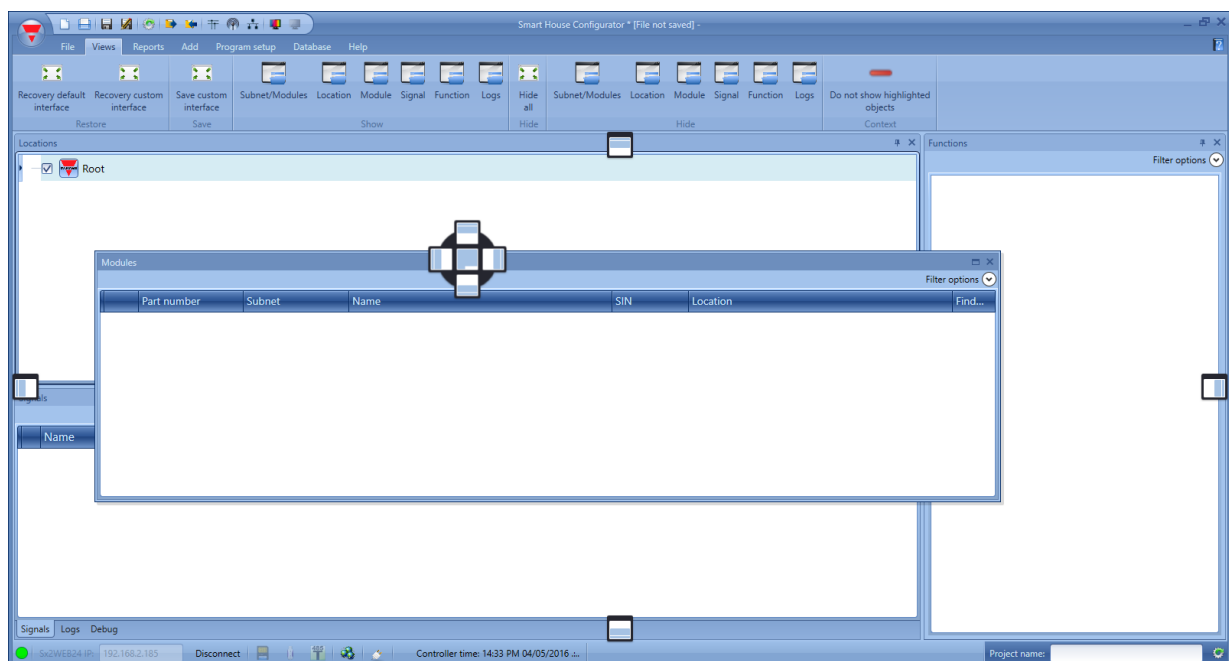 Smart House Configurator * [File not saved] -
File Views Reports Add Program setup Database Help
Recovery default interface
Recovery custom interface
Save custom interface
Subnet/Modules Location Module Signal Function Logs
Hide all
Subnet/Modules Location Module Signal Function Logs
Do not show highlighted objects
Restore Save Show Hide Hide Context
Locations
Functions
Root
Filter options
Modules
Filter options
Part number Subnet Name SIN Location Find...
Name
Signals Logs Debug
Sx2WEB24 IP: 192.168.2.185 Disconnect Controller time: 14:33 PM 04/05/2016 .:. Project name: